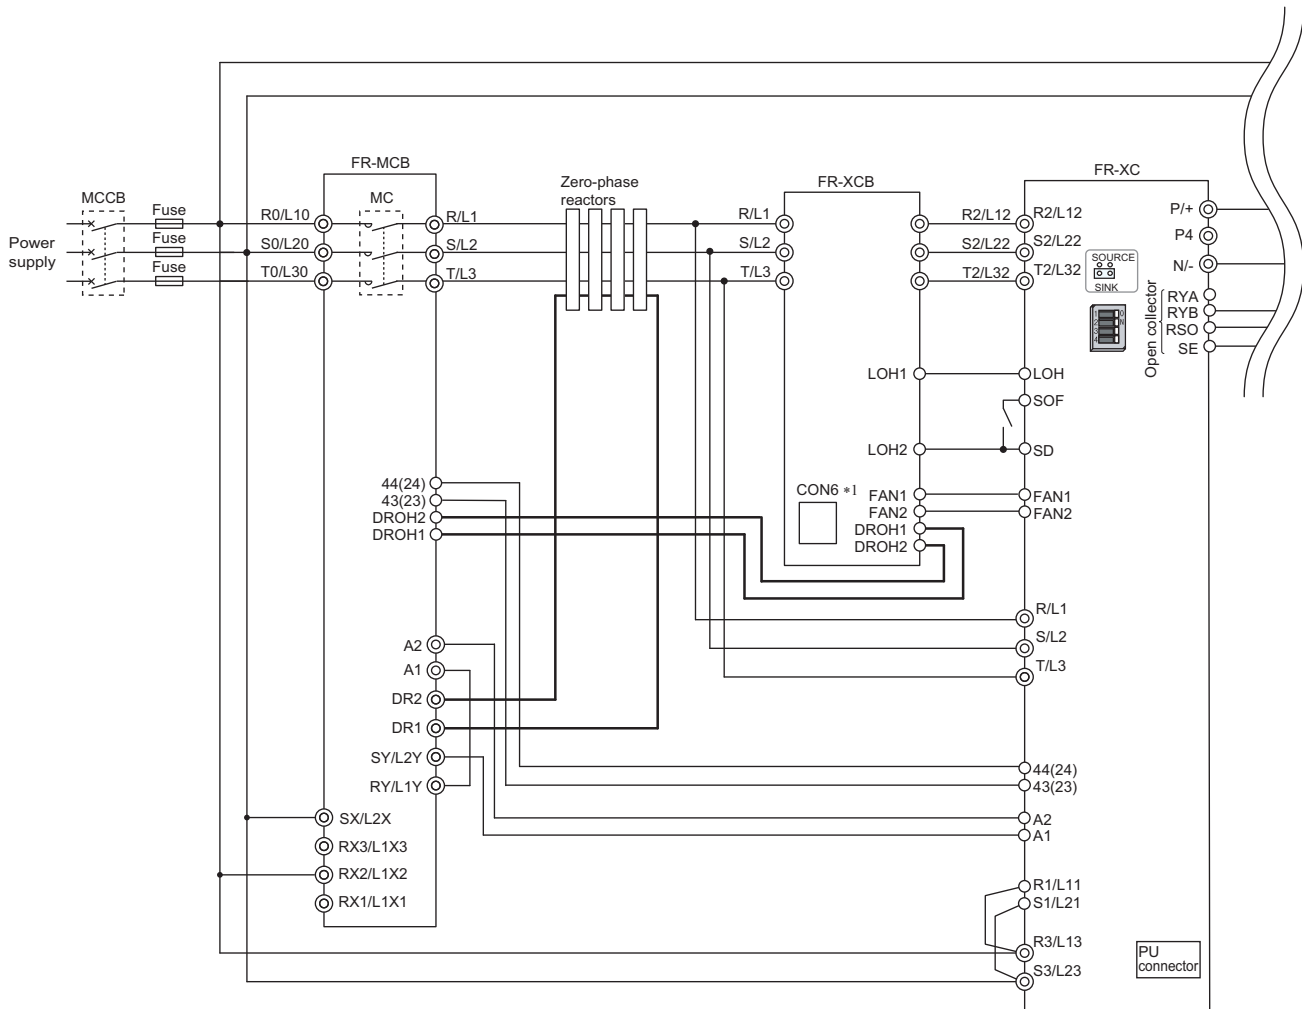 FR-MCB
Zero-phase
reactors
FR-XCB
FR-XC
MCCB
MC
Fuse
Fuse
Fuse
Power
supply
R0/L10
S0/L20
T0/L30
R/L1
S/L2
T/L3
R/L1
S/L2
T/L3
R2/L12
S2/L22
T2/L32
R2/L12
S2/L22
T2/L32
SOURCE
SINK
1
2
3
4
O
N
P/+
P4
N/-
Open collector
RYA
RYB
RSO
SE
LOH1
LOH
SOF
LOH2
SD
44(24)
43(23)
DROH2
DROH1
CON6 *1
FAN1
FAN2
DROH1
DROH2
FAN1
FAN2
R/L1
S/L2
T/L3
A2
A1
DR2
DR1
SY/L2Y
RY/L1Y
44(24)
43(23)
SX/L2X
RX3/L1X3
RX2/L1X2
RX1/L1X1
A2
A1
R1/L11
S1/L21
R3/L13
S3/L23
PU
connector